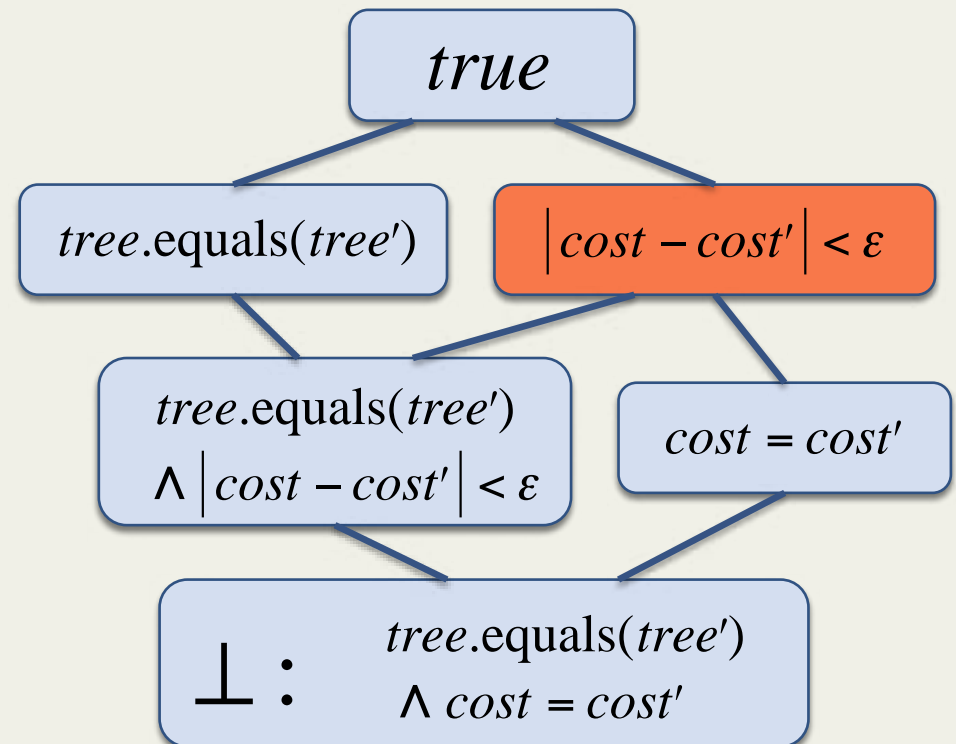 true
tree.equals(tree′)
|cost − cost′| < ε
tree.equals(tree′)
∧ |cost − cost′| < ε
cost = cost′
⊥ :
tree.equals(tree′)
∧ cost = cost′